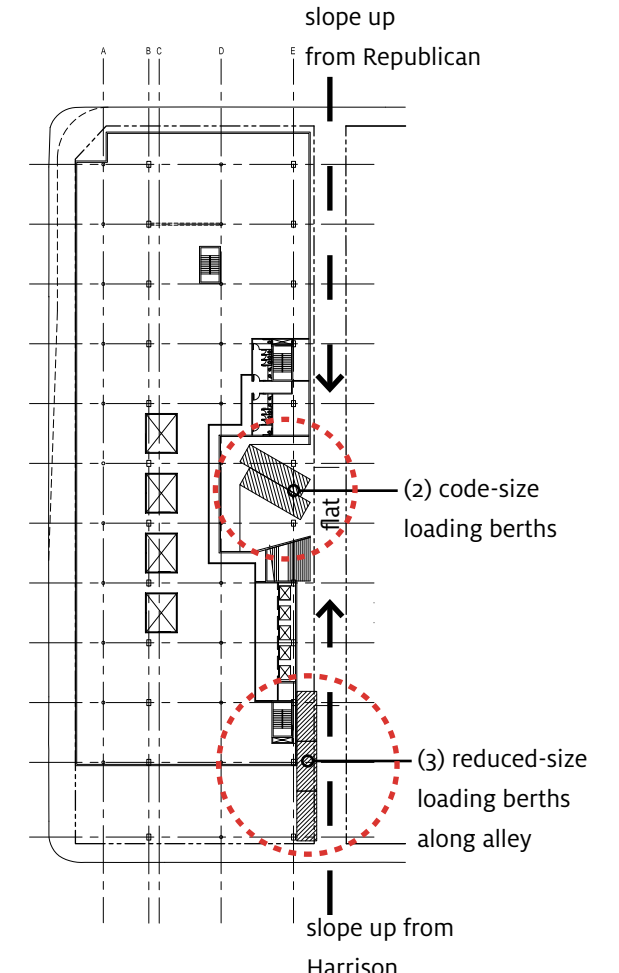 slope up
from Republican
A B C D E
(2) code-size
loading berths
flat
(3) reduced-size
loading berths
along alley
slope up from
Harrison